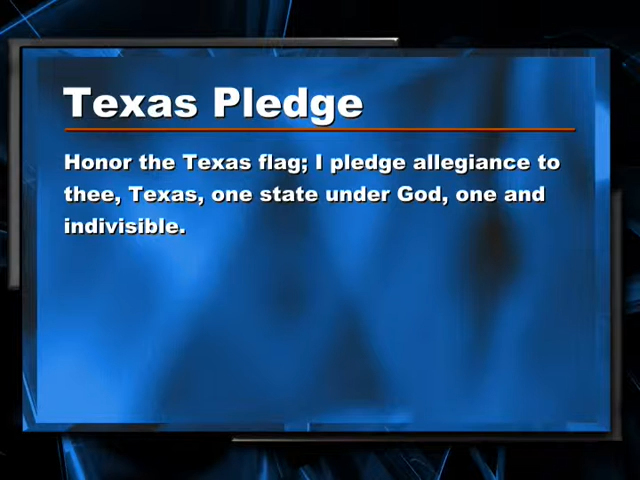 Texas Pledge
Honor the Texas flag; I pledge allegiance to
thee, Texas, one state under God, one and
indivisible.